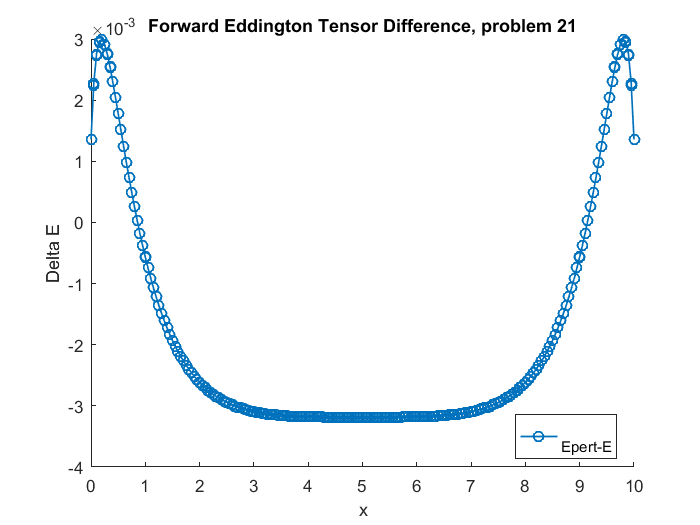 ×10-3
Forward Eddington Tensor Difference, problem 21
3
2
1
0
-1
-2
-3
-4
Delta E
0 1 2 3 4 5 6 7 8 9 10
x
Epert-E